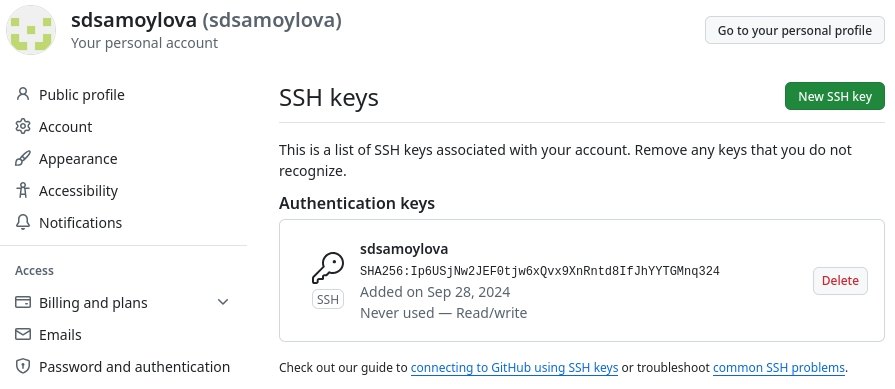 sdsamoylova (sdsamoylova)
Your personal account
Go to your personal profile
Public profile
Account
Appearance
Accessibility
Notifications
Access
Billing and plans
Emails
Password and authentication
SSH keys
New SSH key
This is a list of SSH keys associated with your account. Remove any keys that you do not
recognize.
Authentication keys
sdsamoylova
SHA256:Ip6USjNw2JEF0tjw6xQvx9XnRntd8IfJhYYTGMnq324
SSH
Added on Sep 28, 2024
Never used — Read/write
Delete
Check out our guide to connecting to GitHub using SSH keys or troubleshoot common SSH problems.